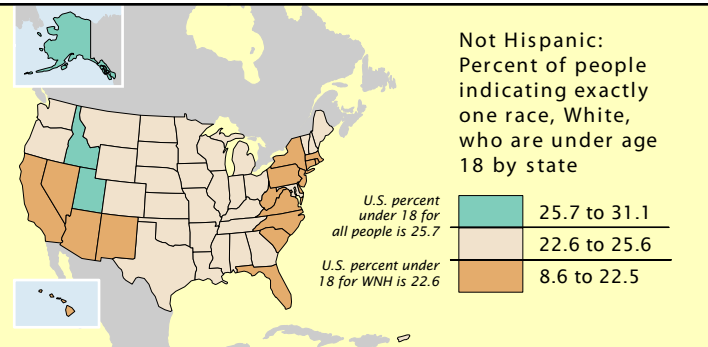 Not Hispanic:
Percent of people
indicating exactly
one race, White,
who are under age
18 by state
U.S. percent
under 18 for
all people is 25.7
U.S. percent under
18 for WNH is 22.6
25.7 to 31.1
22.6 to 25.6
8.6 to 22.5